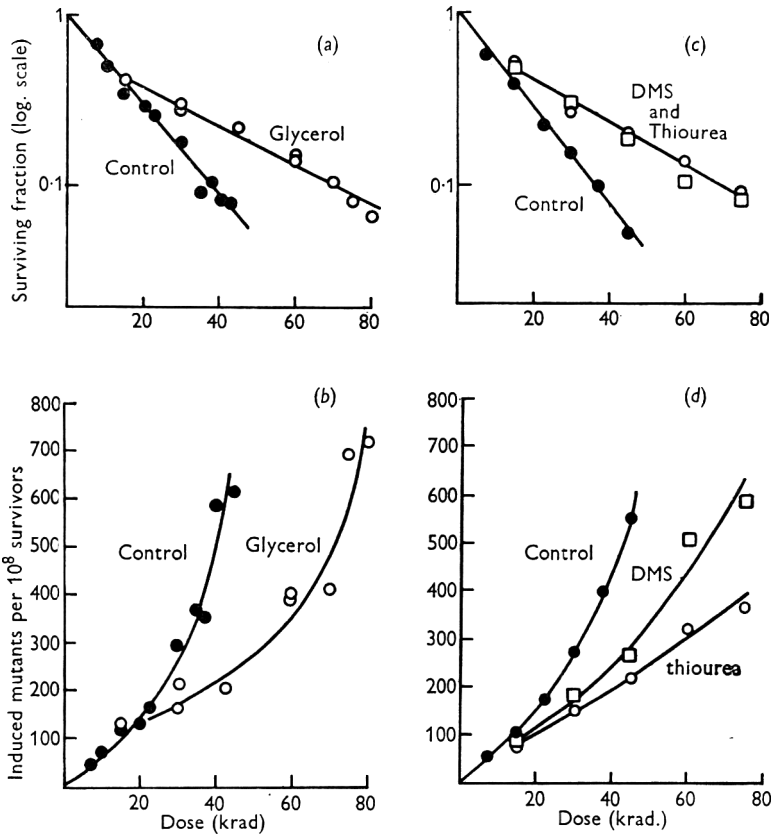 1
(a)
Surviving fraction (log. scale)
Glycerol
Control
0·1
20
40
60
80
1
(c)
DMS
and
Thiourea
Control
0·1
20
40
60
80
800
(b)
700
600
Control
Glycerol
500
400
300
200
100
Induced mutants per 10⁸ survivors
20
40
60
80
Dose (krad)
800
(d)
700
600
Control
500
DMS
400
300
thiourea
200
100
20
40
60
80
Dose (krad.)